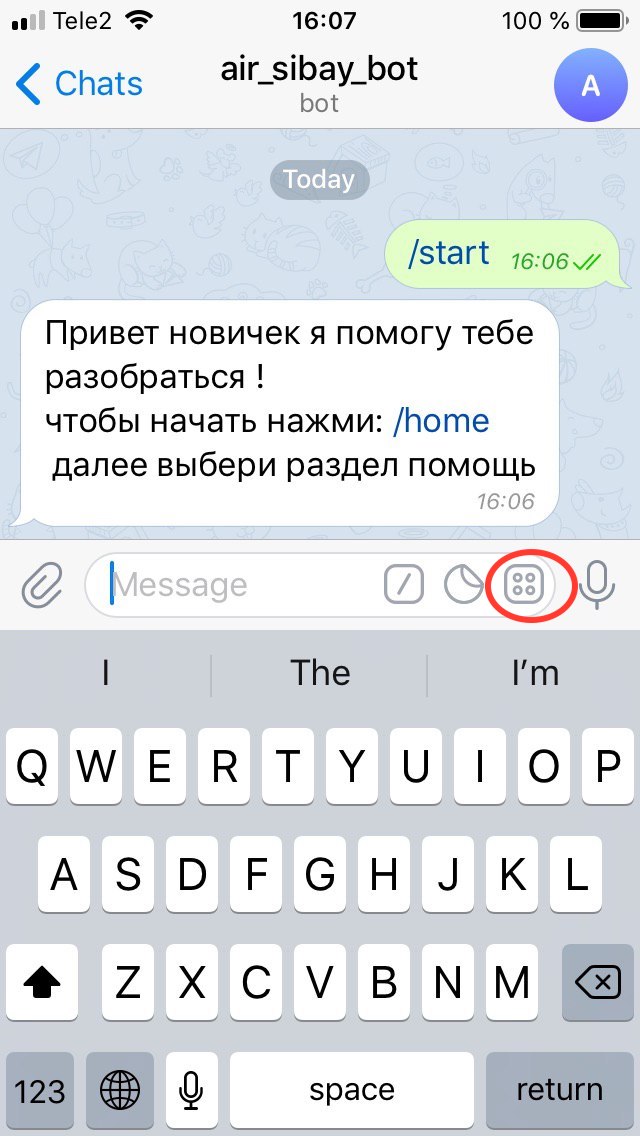 Tele2 16:07 100 %
Chats air_sibay_bot A
bot
Today
/start 16:06
Привет новичек я помогу тебе
разобраться !
чтобы начать нажми: /home
далее выбери раздел помощь
16:06
Message
I The I'm
Q W E R T Y U I O P
A S D F G H J K L
Z X C V B N M
123 space return